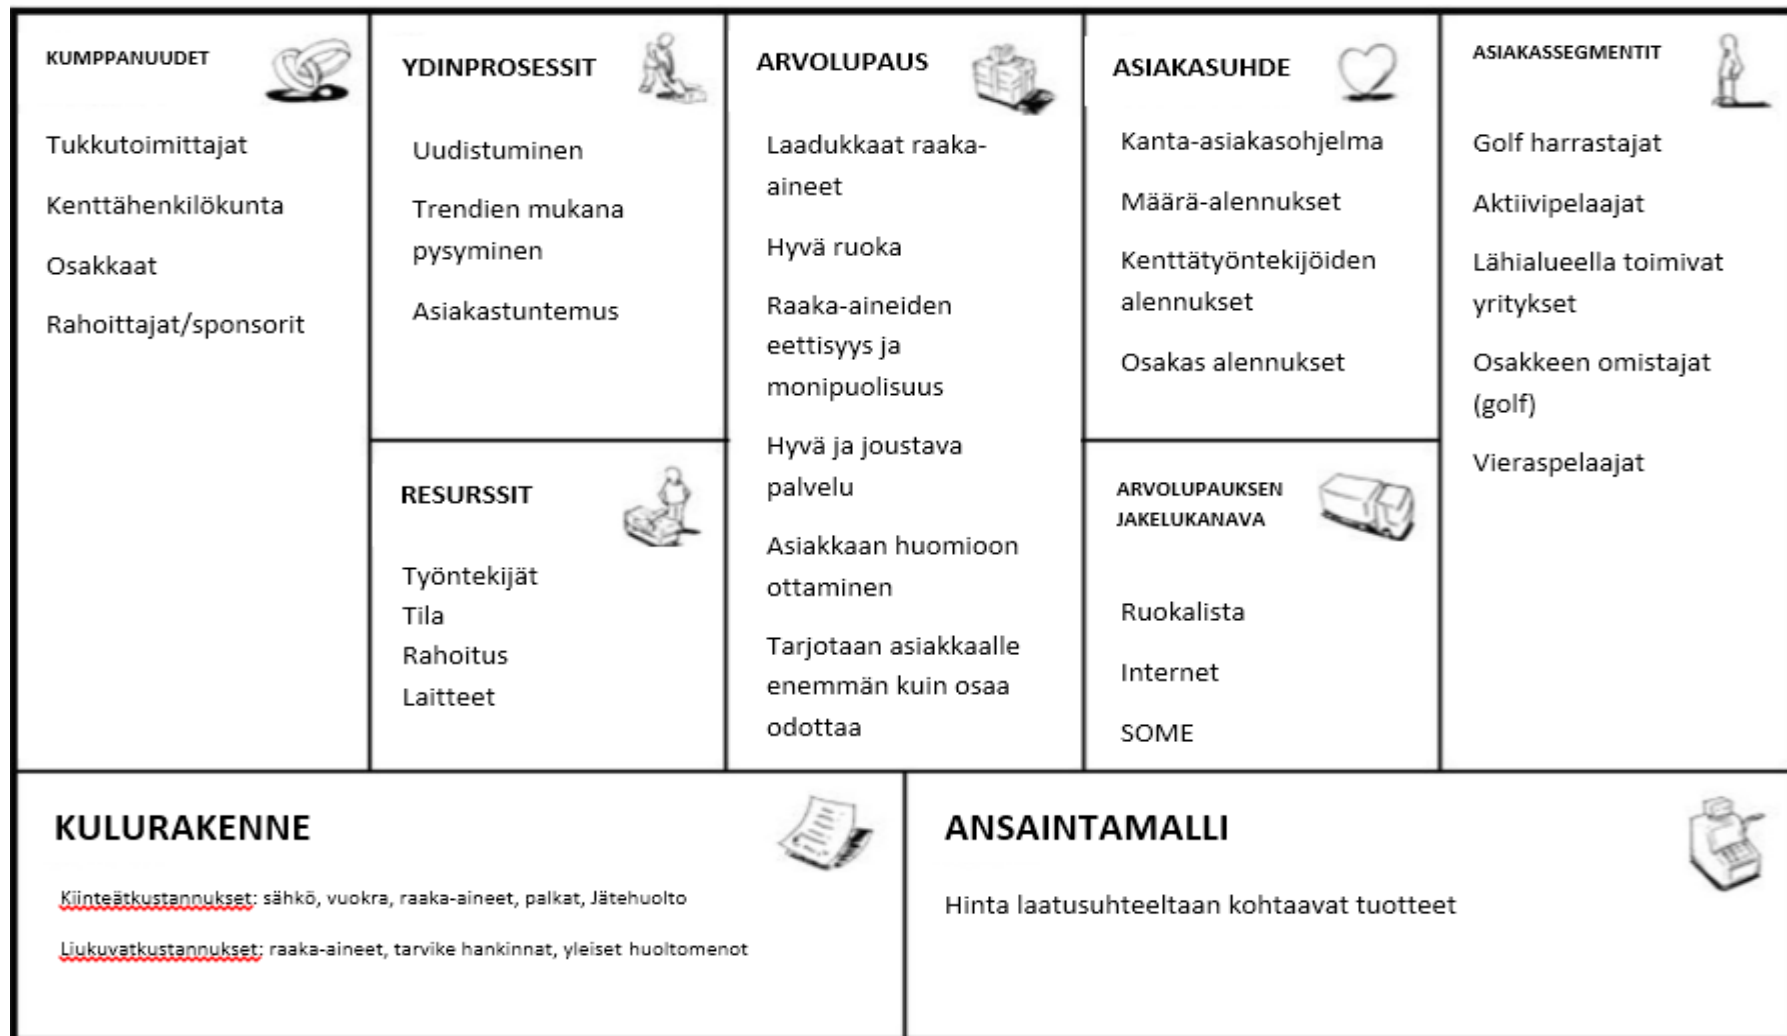 KUMPPANUUDET
Tukkutoimittajat
Kenttähenkilökunta
Osakkaat
Rahoittajat/sponsorit
YDINPROSESSIT
Uudistuminen
Trendien mukana
pysyminen
Asiakastuntemus
RESURSSIT
Työntekijät
Tila
Rahoitus
Laitteet
ARVOLUPAUS
Laadukkaat raaka-
aineet
Hyvä ruoka
Raaka-aineiden
eettisyys ja
monipuolisuus
Hyvä ja joustava
palvelu
Asiakkaan huomioon
ottaminen
Tarjotaan asiakkaalle
enemmän kuin osaa
odottaa
ASIAKASUHDE
Kanta-asiakasohjelma
Määrä-alennukset
Kenttätyöntekijöiden
alennukset
Osakas alennukset
ARVOLUPAUKSEN
JAKELUKANAVA
Ruokalista
Internet
SOME
ASIAKASSEGMENTIT
Golf harrastajat
Aktiivipelaajat
Lähialueella toimivat
yritykset
Osakkeen omistajat
(golf)
Vieraspelaajat
KULURAKENNE
Kiinteätkustannukset: sähkö, vuokra, raaka-aineet, palkat, Jätehuolto
Liukuvatkustannukset: raaka-aineet, tarvike hankinnat, yleiset huoltomenot
ANSAINTAMALLI
Hinta laatusuhteeltaan kohtaavat tuotteet